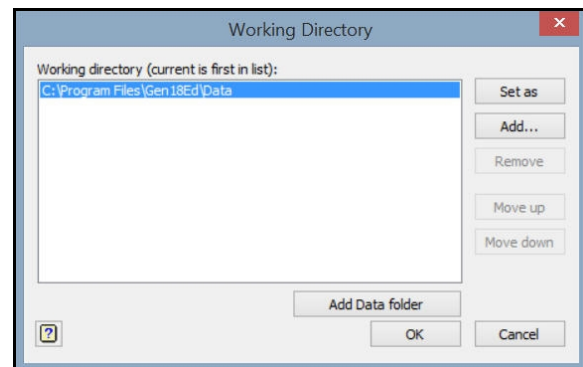 Working Directory
Working directory (current is first in list):
C:\Program Files\Gen18Ed\Data
Set as
Add...
Remove
Move up
Move down
Add Data folder
?
OK
Cancel